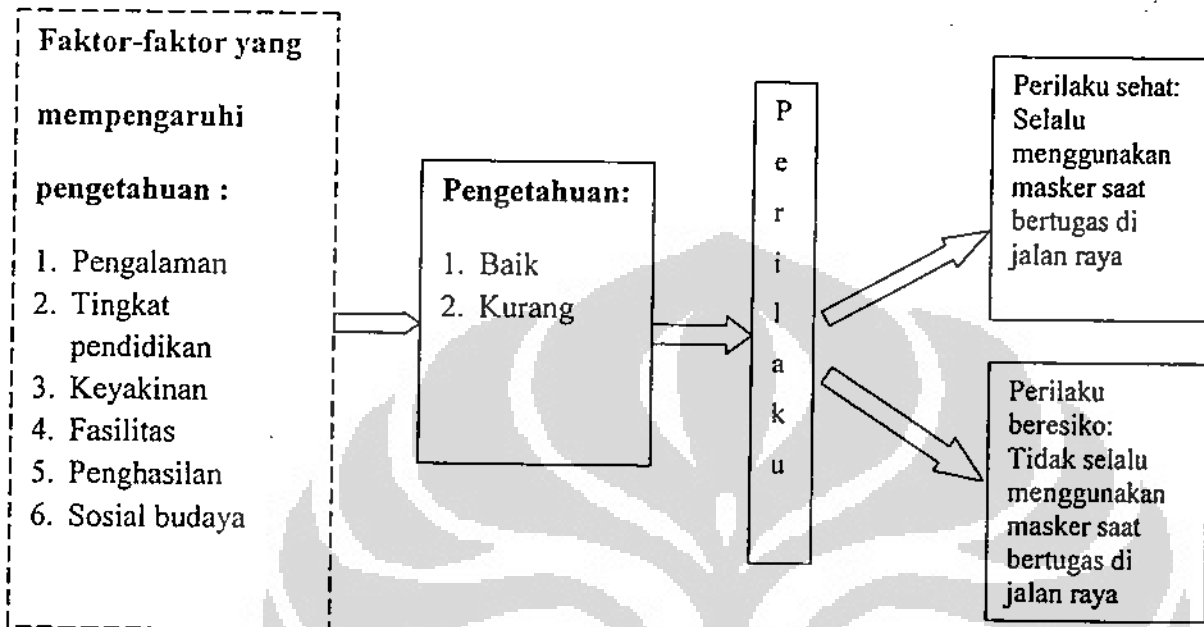 Faktor-faktor yang
mempengaruhi
pengetahuan :
1. Pengalaman
2. Tingkat
pendidikan
3. Keyakinan
4. Fasilitas
5. Penghasilan
6. Sosial budaya
Pengetahuan:
1. Baik
2. Kurang
P
e
r
i
l
a
k
u
Perilaku sehat:
Selalu
menggunakan
masker saat
bertugas di
jalan raya
Perilaku
beresiko:
Tidak selalu
menggunakan
masker saat
bertugas di
jalan raya